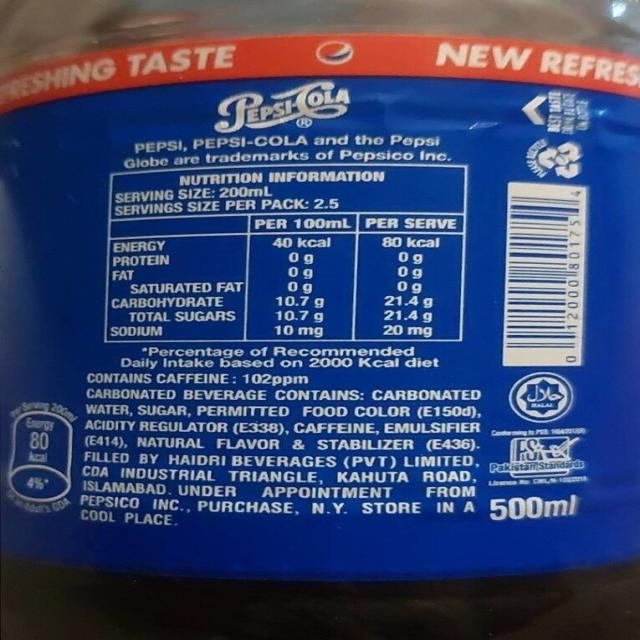 RESHING TASTE
NEW REFRES
PEPSI-COLA
®
PEPSI, PEPSI-COLA and the Pepsi
Globe are trademarks of Pepsico Inc.
NUTRITION INFORMATION
SERVING SIZE: 200mL
SERVINGS SIZE PER PACK: 2.5
PER 100mL PER SERVE
ENERGY 40 kcal 80 kcal
PROTEIN 0 g 0 g
FAT 0 g 0 g
SATURATED FAT 0 g 0 g
CARBOHYDRATE 10.7 g 21.4 g
TOTAL SUGARS 10.7 g 21.4 g
SODIUM 10 mg 20 mg
*Percentage of Recommended
Daily Intake based on 2000 Kcal diet
CONTAINS CAFFEINE : 102ppm
CARBONATED BEVERAGE CONTAINS: CARBONATED
WATER, SUGAR, PERMITTED FOOD COLOR (E150d),
ACIDITY REGULATOR (E338), CAFFEINE, EMULSIFIER
(E414), NATURAL FLAVOR & STABILIZER (E436).
FILLED BY HAIDRI BEVERAGES (PVT) LIMITED,
CDA INDUSTRIAL TRIANGLE, KAHUTA ROAD,
ISLAMABAD. UNDER APPOINTMENT FROM
PEPSICO INC., PURCHASE, N.Y. STORE IN A
COOL PLACE.
per Serving 200ml
Energy
80
kcal
4%*
0 12000 80175 4
حلال
HALAL
Pakistan Standards
500ml